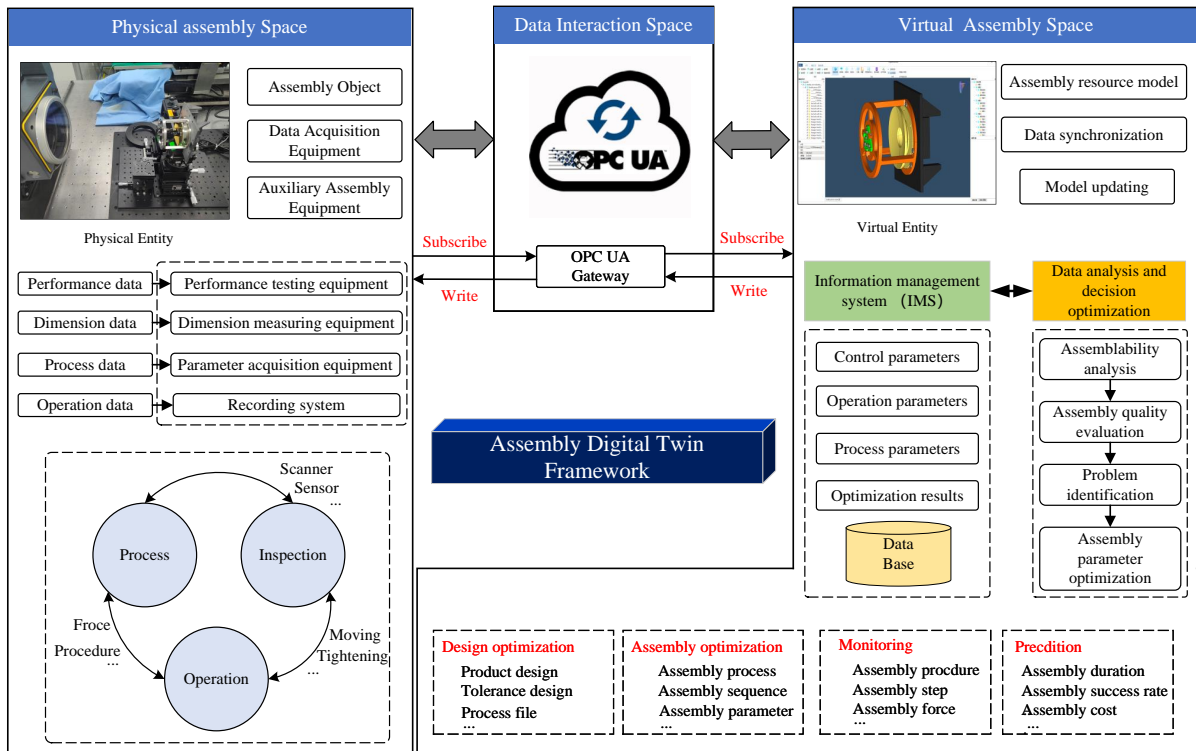 Physical assembly Space
Assembly Object
Data Acquisition
Equipment
Auxiliary Assembly
Equipment
Physical Entity
Performance data
Performance testing equipment
Dimension data
Dimension measuring equipment
Process data
Parameter acquisition equipment
Operation data
Recording system
Scanner
Sensor
...
Process
Inspection
Froce
Procedure
...
Moving
Tightening
...
Operation
Data Interaction Space
OPC UA
Subscribe
Write
OPC UA
Gateway
Subscribe
Write
Assembly Digital Twin
Framework
Virtual Assembly Space
Assembly resource model
Data synchronization
Model updating
Virtual Entity
Information management
system （IMS）
Data analysis and
decision
optimization
Control parameters
Operation parameters
Process parameters
Optimization results
Data
Base
Assemblability
analysis
Assembly quality
evaluation
Problem
identification
Assembly
parameter
optimization
Design optimization
Product design
Tolerance design
Process file
...
Assembly optimization
Assembly process
Assembly sequence
Assembly parameter
...
Monitoring
Assembly procdure
Assembly step
Assembly force
...
Precdition
Assembly duration
Assembly success rate
Assembly cost
...